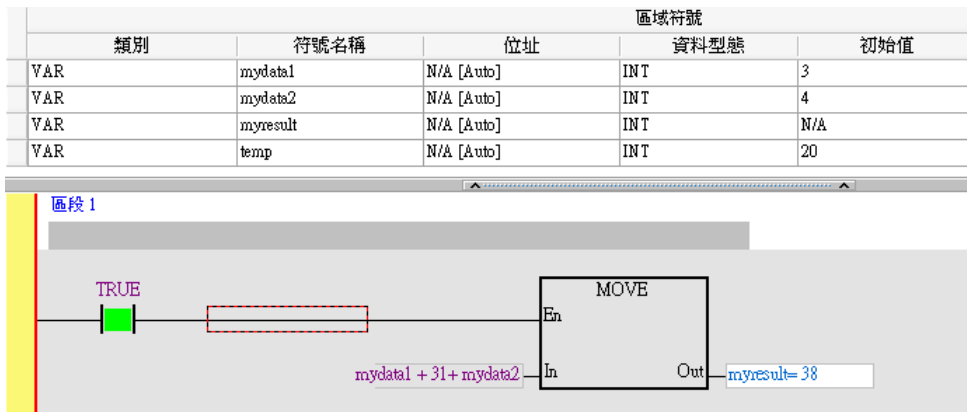 區域符號
類別 符號名稱 位址 資料型態 初始值
VAR mydata1 N/A [Auto] INT 3
VAR mydata2 N/A [Auto] INT 4
VAR myresult N/A [Auto] INT N/A
VAR temp N/A [Auto] INT 20
區段 1
TRUE MOVE
En
mydata1 + 31+ mydata2 In Out myresult= 38